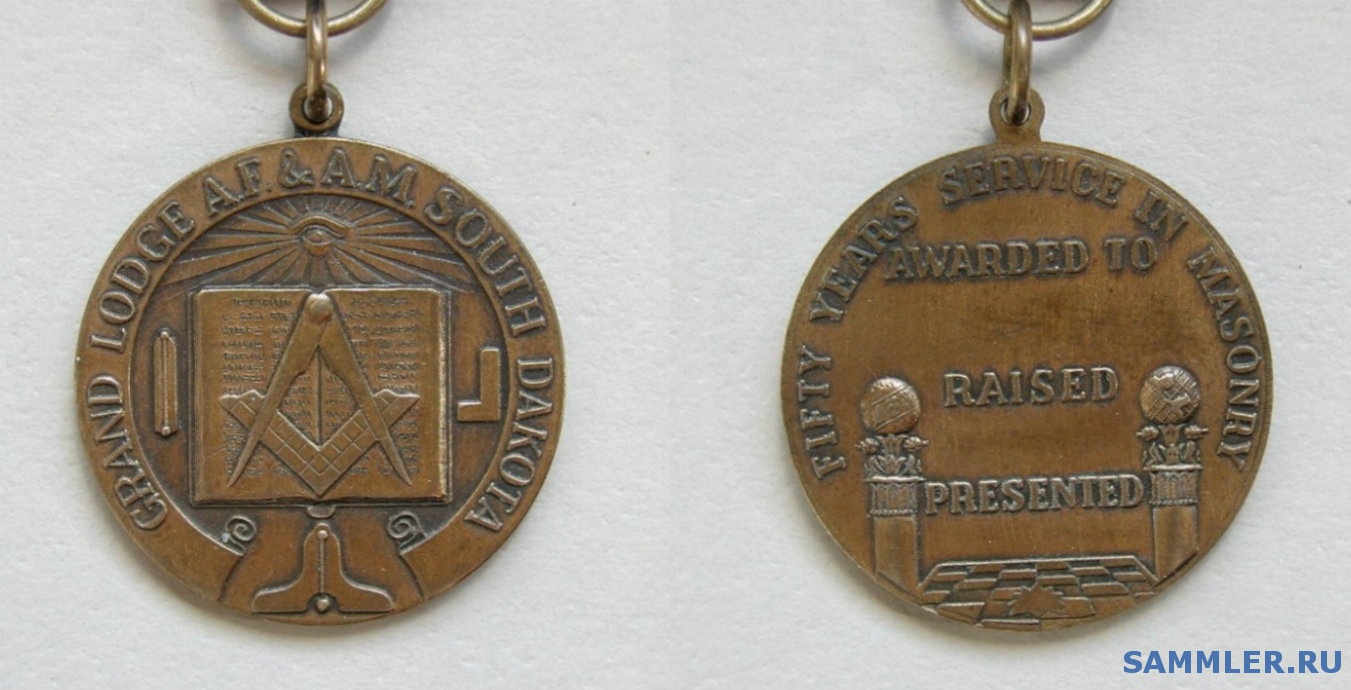 GRAND LODGE A.F. & A.M. SOUTH DAKOTA
FIFTY YEARS SERVICE IN MASONRY
AWARDED TO
RAISED
PRESENTED
SAMMLER.RU